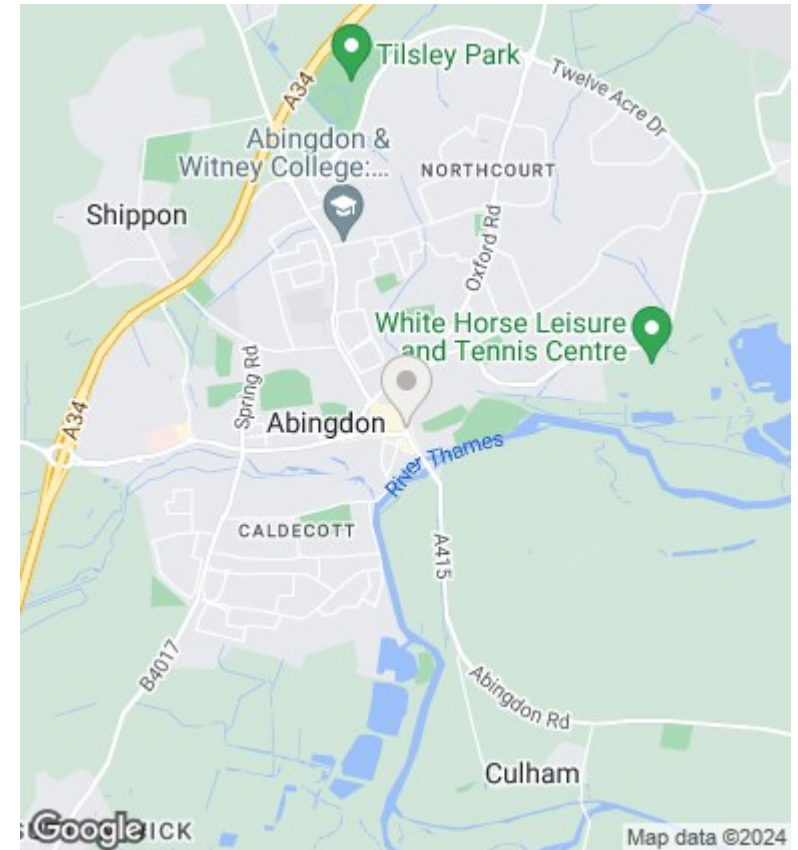 Tilsley Park
A34
Twelve Acre Dr
Abingdon &
Witney College:...
NORTHCOURT
Shippon
Oxford Rd
White Horse Leisure
and Tennis Centre
Spring Rd
A34
Abingdon
River Thames
CALDECOTT
A415
B4017
Abingdon Rd
Culham
Google
Map data ©2024